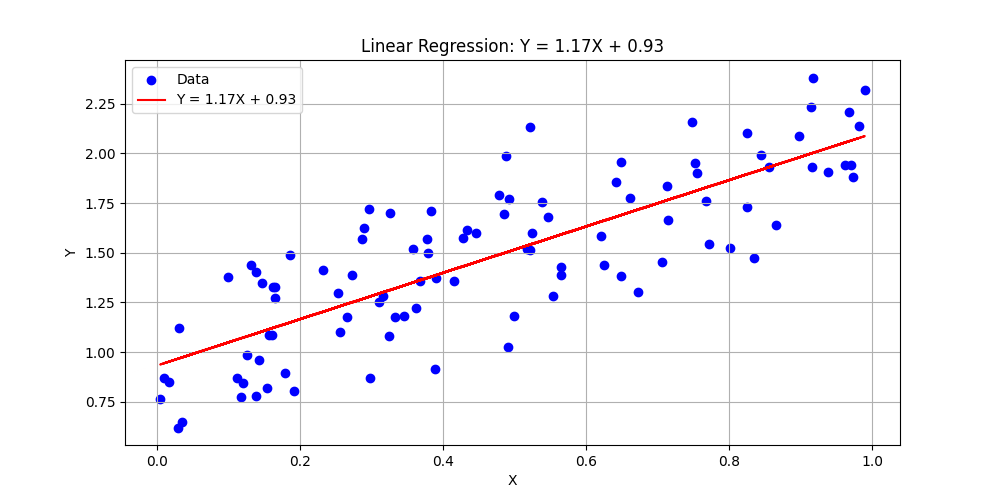 Linear Regression: Y = 1.17X + 0.93
Data
Y = 1.17X + 0.93
2.25
2.00
1.75
1.50
1.25
1.00
0.75
Y
0.0 0.2 0.4 0.6 0.8 1.0
X